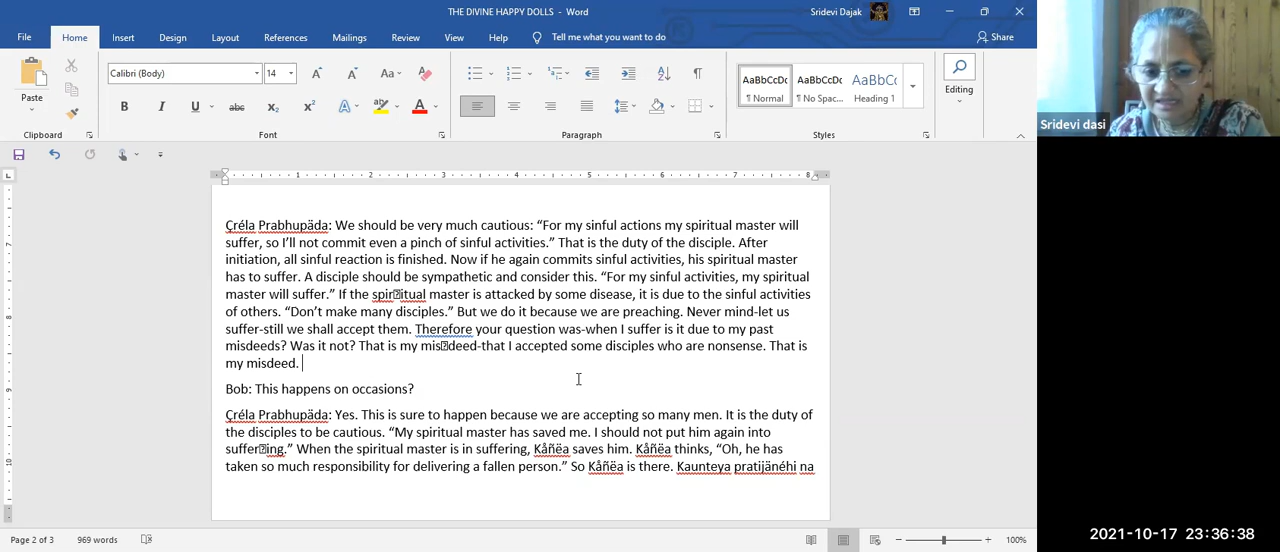 THE DIVINE HAPPY DOLLS - Word
Sridevi Dajak
File Home Insert Design Layout References Mailings Review View Help Tell me what you want to do Share
Paste
Calibri (Body) 14
AaBbCcDc AaBbCcDc AaBbCc
¶ Normal ¶ No Spac... Heading 1
Editing
Clipboard Font Paragraph Styles
1 2 3 4 5 6 7 8
Çréla Prabhupäda: We should be very much cautious: “For my sinful actions my spiritual master will
suffer, so I’ll not commit even a pinch of sinful activities.” That is the duty of the disciple. After
initiation, all sinful reaction is finished. Now if he again commits sinful activities, his spiritual master
has to suffer. A disciple should be sympathetic and consider this. “For my sinful activities, my spiritual
master will suffer.” If the spiritual master is attacked by some disease, it is due to the sinful activities
of others. “Don’t make many disciples.” But we do it because we are preaching. Never mind-let us
suffer-still we shall accept them. Therefore your question was-when I suffer is it due to my past
misdeeds? Was it not? That is my misdeed-that I accepted some disciples who are nonsense. That is
my misdeed.
Bob: This happens on occasions?
Çréla Prabhupäda: Yes. This is sure to happen because we are accepting so many men. It is the duty of
the disciples to be cautious. “My spiritual master has saved me. I should not put him again into
suffering.” When the spiritual master is in suffering, Kåñëa saves him. Kåñëa thinks, “Oh, he has
taken so much responsibility for delivering a fallen person.” So Kåñëa is there. Kaunteya pratijänéhi na
Page 2 of 3 969 words 100%
Sridevi dasi
2021-10-17 23:36:38